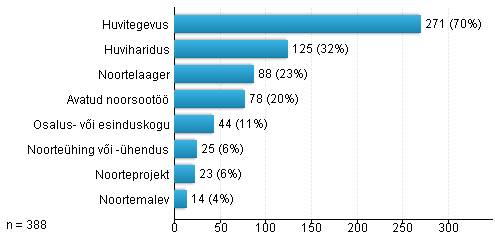 Huvitegevus 271 (70%)
Huviharidus 125 (32%)
Noortelaager 88 (23%)
Avatud noorsootöö 78 (20%)
Osalus- või esinduskogu 44 (11%)
Noorteühing või -ühendus 25 (6%)
Noorteprojekt 23 (6%)
Noortemalev 14 (4%)
0 50 100 150 200 250 300
n = 388